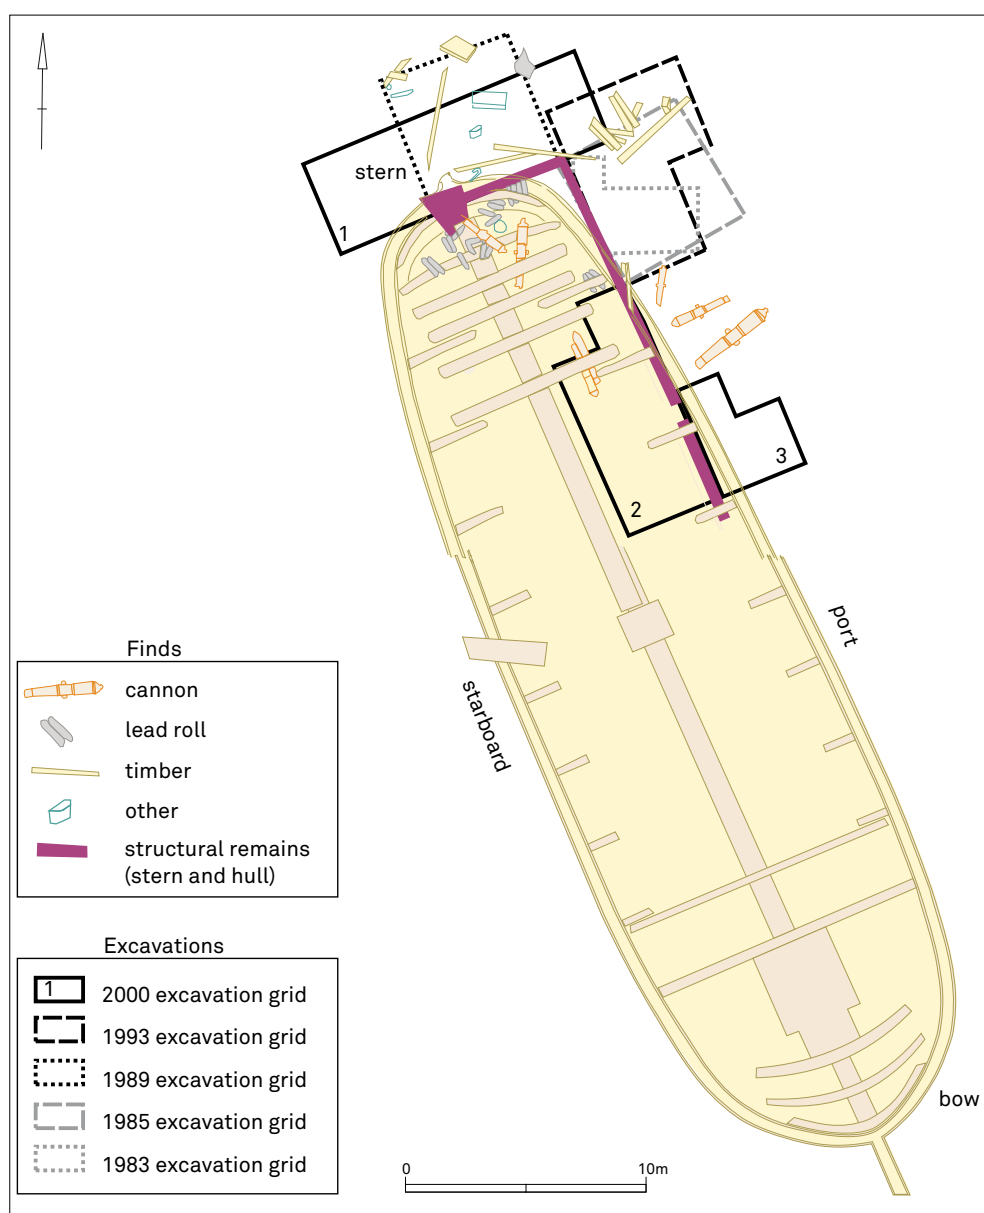 stern
1
2
3
port
starboard
bow
Finds
cannon
lead roll
timber
other
structural remains
(stern and hull)
Excavations
1 2000 excavation grid
1993 excavation grid
1989 excavation grid
1985 excavation grid
1983 excavation grid
0 10m